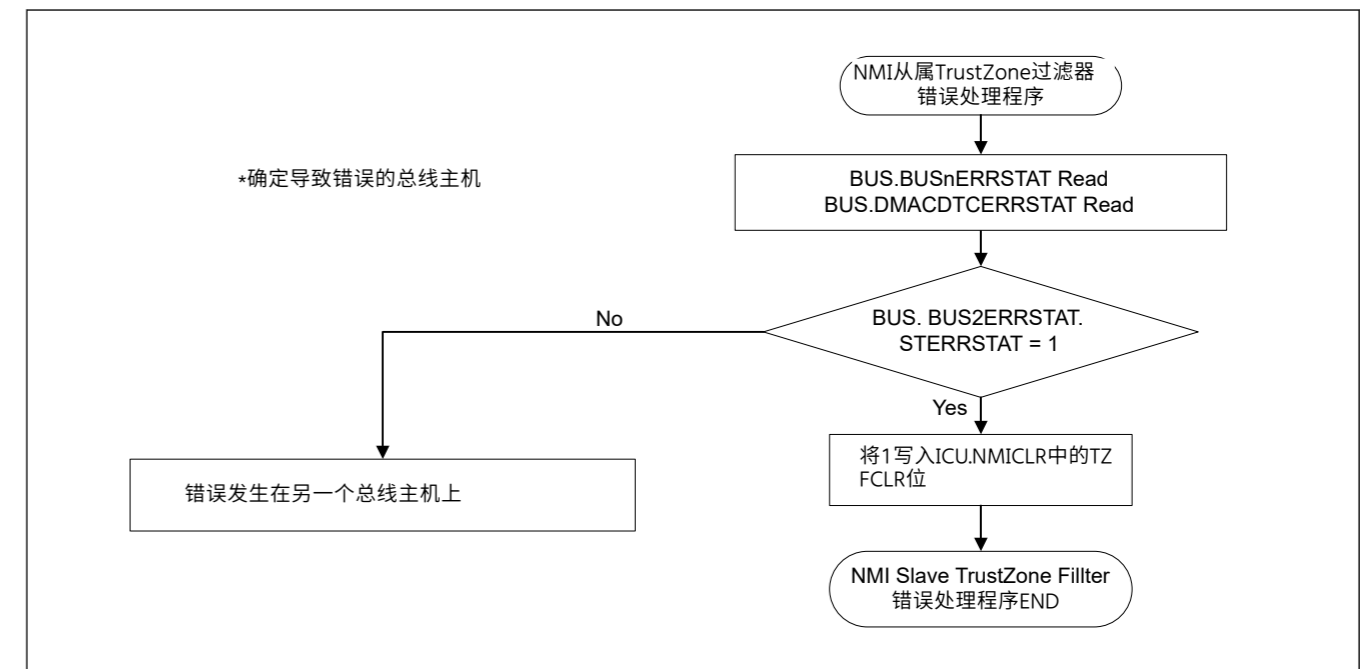 NMI从属TrustZone过滤器
错误处理程序
*确定导致错误的总线主机
BUS.BUSnERRSTAT Read
BUS.DMACDTCERRSTAT Read
BUS. BUS2ERRSTAT.
STERRSTAT = 1
No
Yes
将1写入ICU.NMICLR中的TZ
FCLR位
错误发生在另一个总线主机上
NMI Slave TrustZone Fillter
错误处理程序END